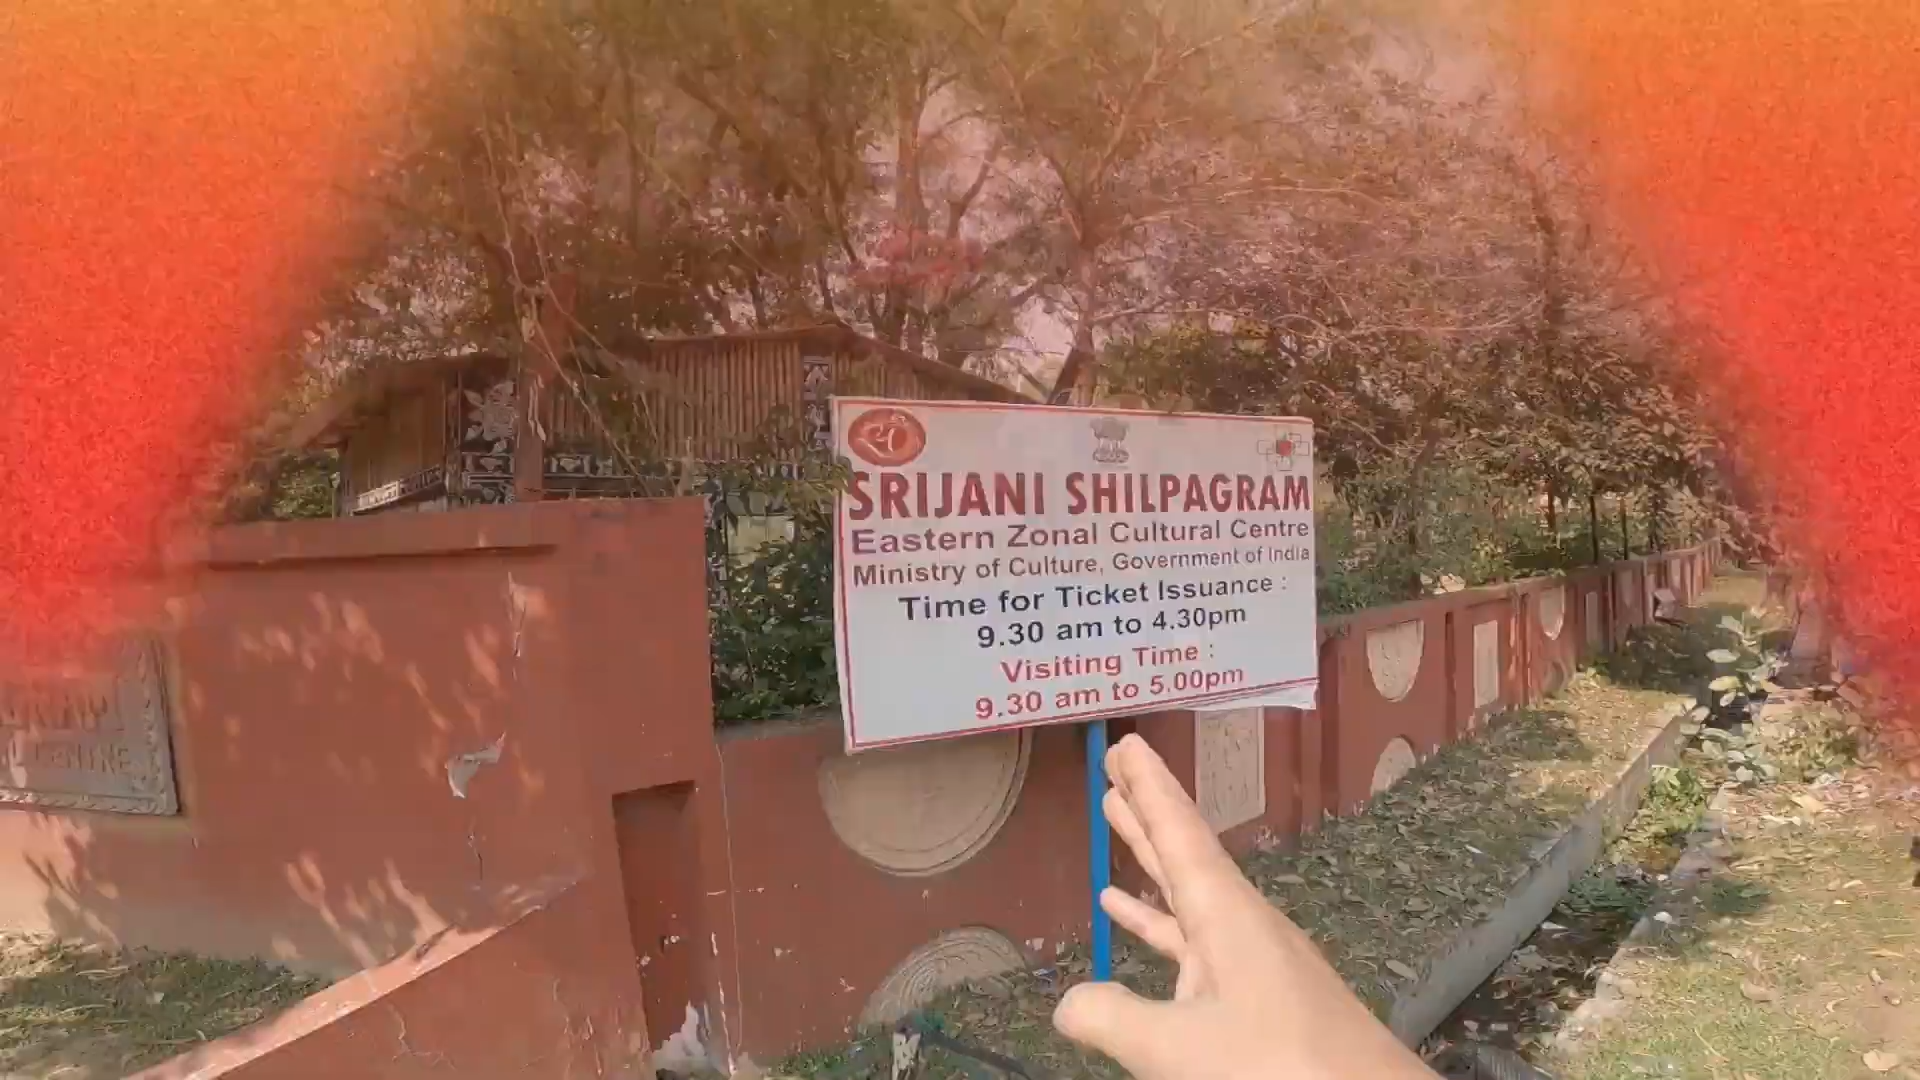 SRIJANI SHILPAGRAM
Eastern Zonal Cultural Centre
Ministry of Culture, Government of India
Time for Ticket Issuance :
9.30 am to 4.30pm
Visiting Time :
9.30 am to 5.00pm
CENTRE